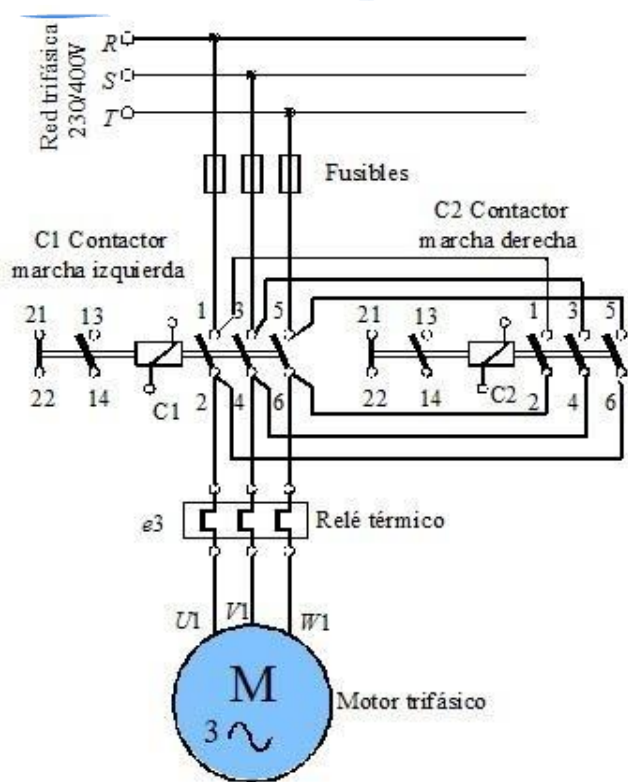 Red trifásica
230/400V
R
S
T
Fusibles
C1 Contactor
marcha izquierda
C2 Contactor
marcha derecha
21 13 1 3 5
21 13 1 3 5
22 14 C1 2 4 6
22 14 C2 2 4 6
e3
Relé térmico
U1 V1 W1
M
3
Motor trifásico